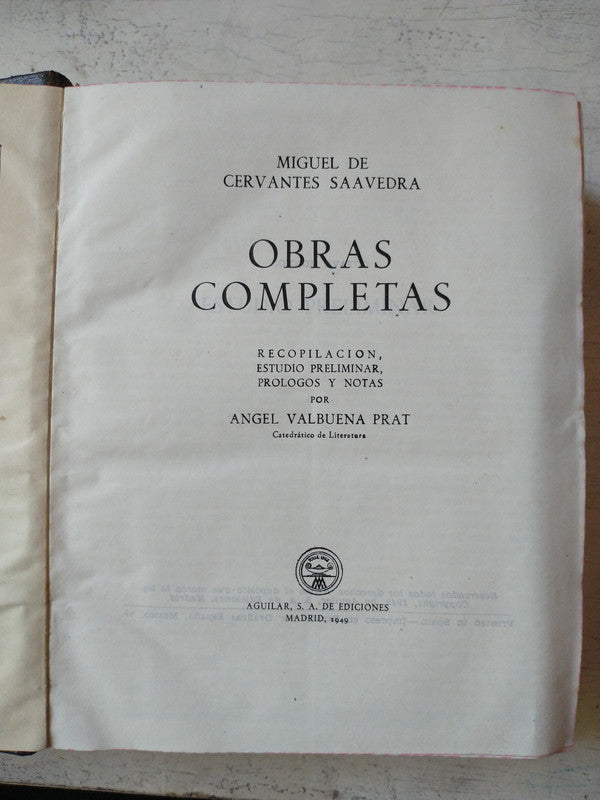 MIGUEL DE
CERVANTES SAAVEDRA
OBRAS
COMPLETAS
RECOPILACION,
ESTUDIO PRELIMINAR,
PROLOGOS Y NOTAS
POR
ANGEL VALBUENA PRAT
Catedrático de Literatura
AGUILAR, S. A. DE EDICIONES
MADRID, 1949